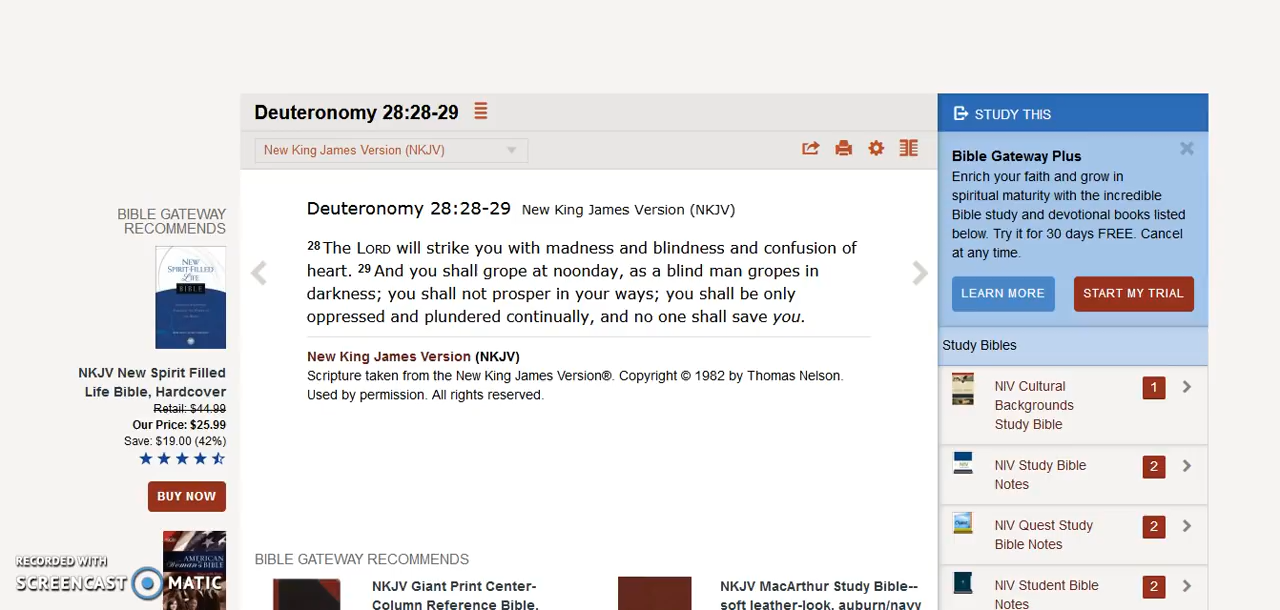 Deuteronomy 28:28-29
New King James Version (NKJV)
Deuteronomy 28:28-29 New King James Version (NKJV)
28 The LORD will strike you with madness and blindness and confusion of
heart. 29 And you shall grope at noonday, as a blind man gropes in
darkness; you shall not prosper in your ways; you shall be only
oppressed and plundered continually, and no one shall save you.
New King James Version (NKJV)
Scripture taken from the New King James Version®. Copyright © 1982 by Thomas Nelson.
Used by permission. All rights reserved.
BIBLE GATEWAY RECOMMENDS
NKJV Giant Print Center-
Column Reference Bible,
NKJV MacArthur Study Bible--
soft leather-look, auburn/navy
BIBLE GATEWAY
RECOMMENDS
NEW
SPIRIT-FILLED
LIFE
BIBLE
NKJV New Spirit Filled
Life Bible, Hardcover
Retail: $44.99
Our Price: $25.99
Save: $19.00 (42%)
BUY NOW
AMERICAN
Woman's
BIBLE
RECORDED WITH
SCREENCAST MATIC
STUDY THIS
Bible Gateway Plus
Enrich your faith and grow in
spiritual maturity with the incredible
Bible study and devotional books listed
below. Try it for 30 days FREE. Cancel
at any time.
LEARN MORE
START MY TRIAL
Study Bibles
NIV Cultural
Backgrounds
Study Bible
1
NIV Study Bible
Notes
2
NIV Quest Study
Bible Notes
2
NIV Student Bible
Notes
2